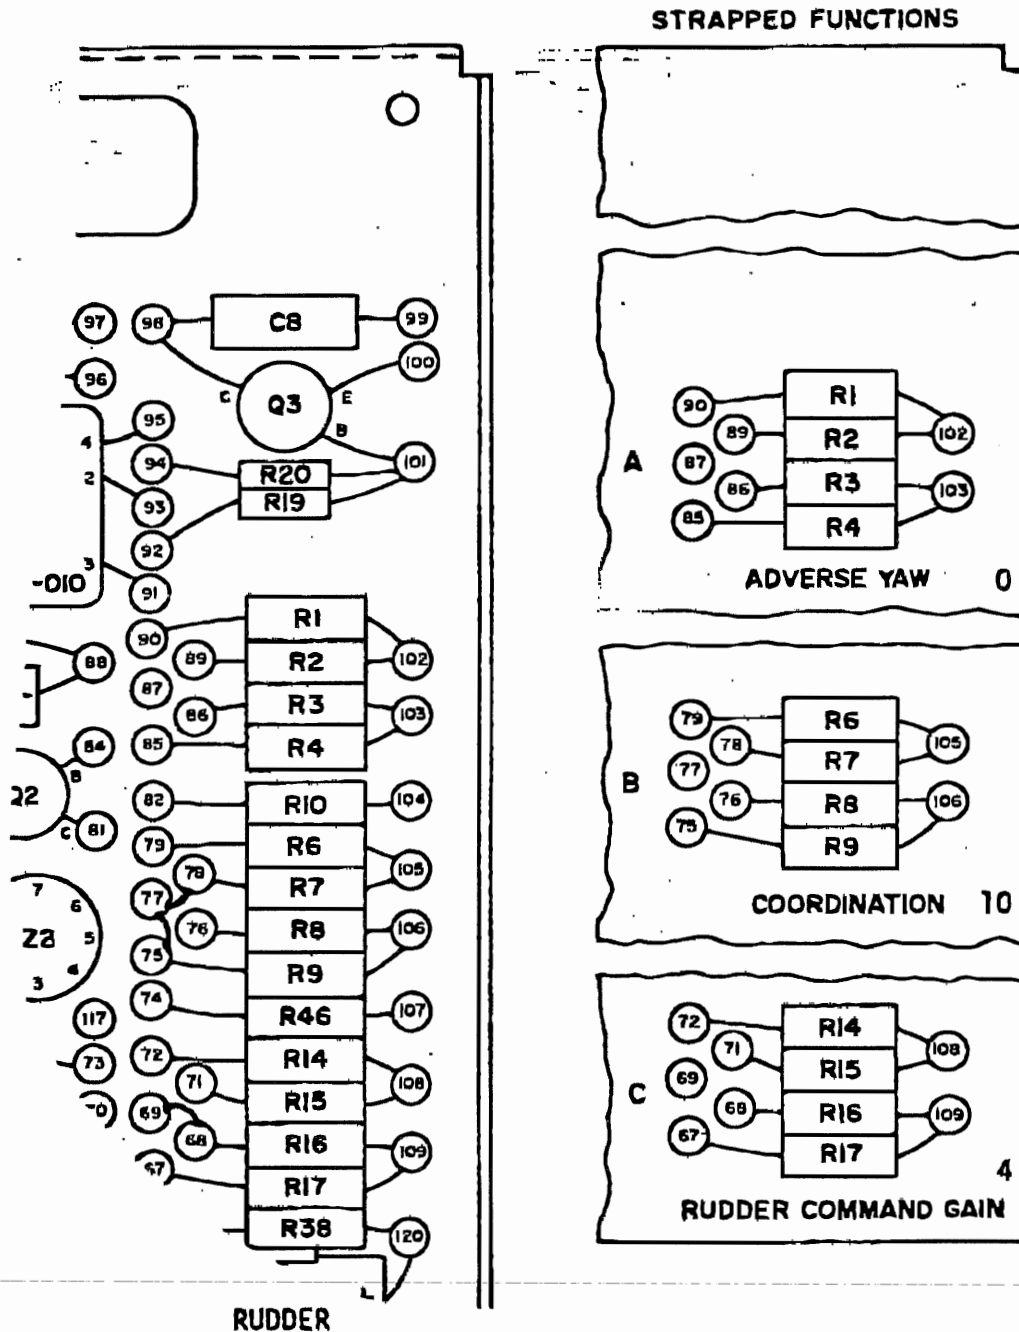 STRAPPED FUNCTIONS
97 98 C8 99
100
96 C Q3 E
B
95
4
94 R20 101
2
R19
93
92
3
-010 91
90 R1
88 89 R2 102
87
86 R3 103
84 85 R4
B
Q2 82 R10 104
C 81
79 R6
78 105
77 R7
7
6
76 R8 106
Z3 5
75 R9
4
3
74 R46 107
117
73 72 R14
71 108
R15
69
68 R16
109
67 R17
R38 120
RUDDER
A
90 R1
89 R2 102
87
86 R3 103
85 R4
ADVERSE YAW 0
B
79 R6
78 105
77 R7
76 R8 106
75 R9
COORDINATION 10
C
72 R14
71 108
69 R15
68 R16 109
67 R17
4
RUDDER COMMAND GAIN